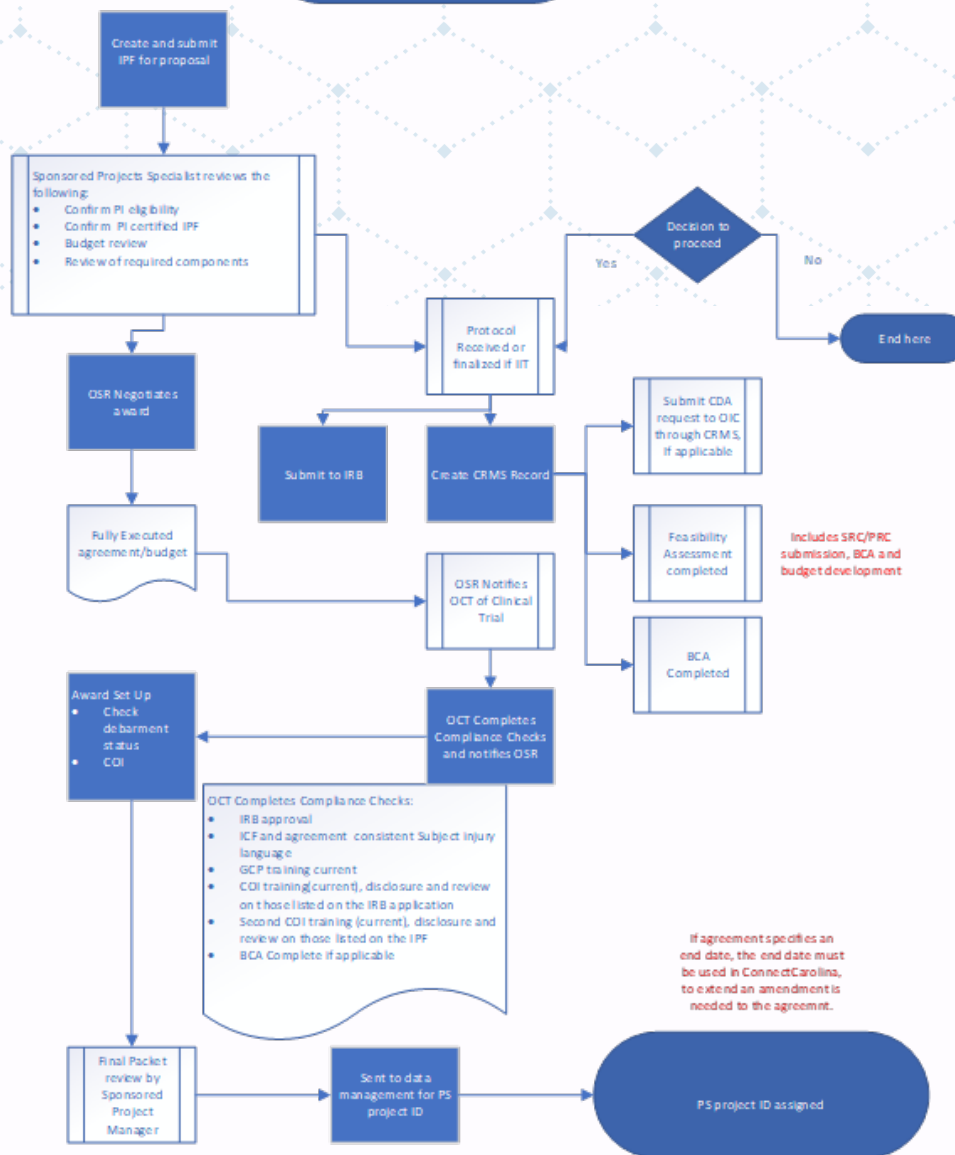 Create and submit
IPF for proposal
Sponsored Projects Specialist reviews the
following:
• Confirm PI eligibility
• Confirm PI certified IPF
• Budget review
• Review of required components
Decision to
proceed
Yes
No
End here
Protocol
Received or
finalized if IIT
OSR Negotiates
award
Submit to IRB
Create CRMS Record
Submit CDA
request to OIC
through CRMS,
If applicable
Fully Executed
agreement/budget
Feasibility
Assessment
completed
Includes SRC/PRC
submission, BCA and
budget development
OSR Notifies
OCT of Clinical
Trial
BCA
Completed
Award Set Up
• Check
debarment
status
• COI
OCT Completes
Compliance Checks
and notifies OSR
OCT Completes Compliance Checks:
• IRB approval
• ICF and agreement consistent Subject injury
language
• GCP training current
• COI training(current), disclosure and review
on those listed on the IRB application
• Second COI training (current), disclosure and
review on those listed on the IPF
• BCA Complete if applicable
If agreement specifies an
end date, the end date must
be used in ConnectCarolina,
to extend an amendment is
needed to the agreemnt.
Final Packet
review by
Sponsored
Project
Manager
Sent to data
management for PS
project ID
PS project ID assigned